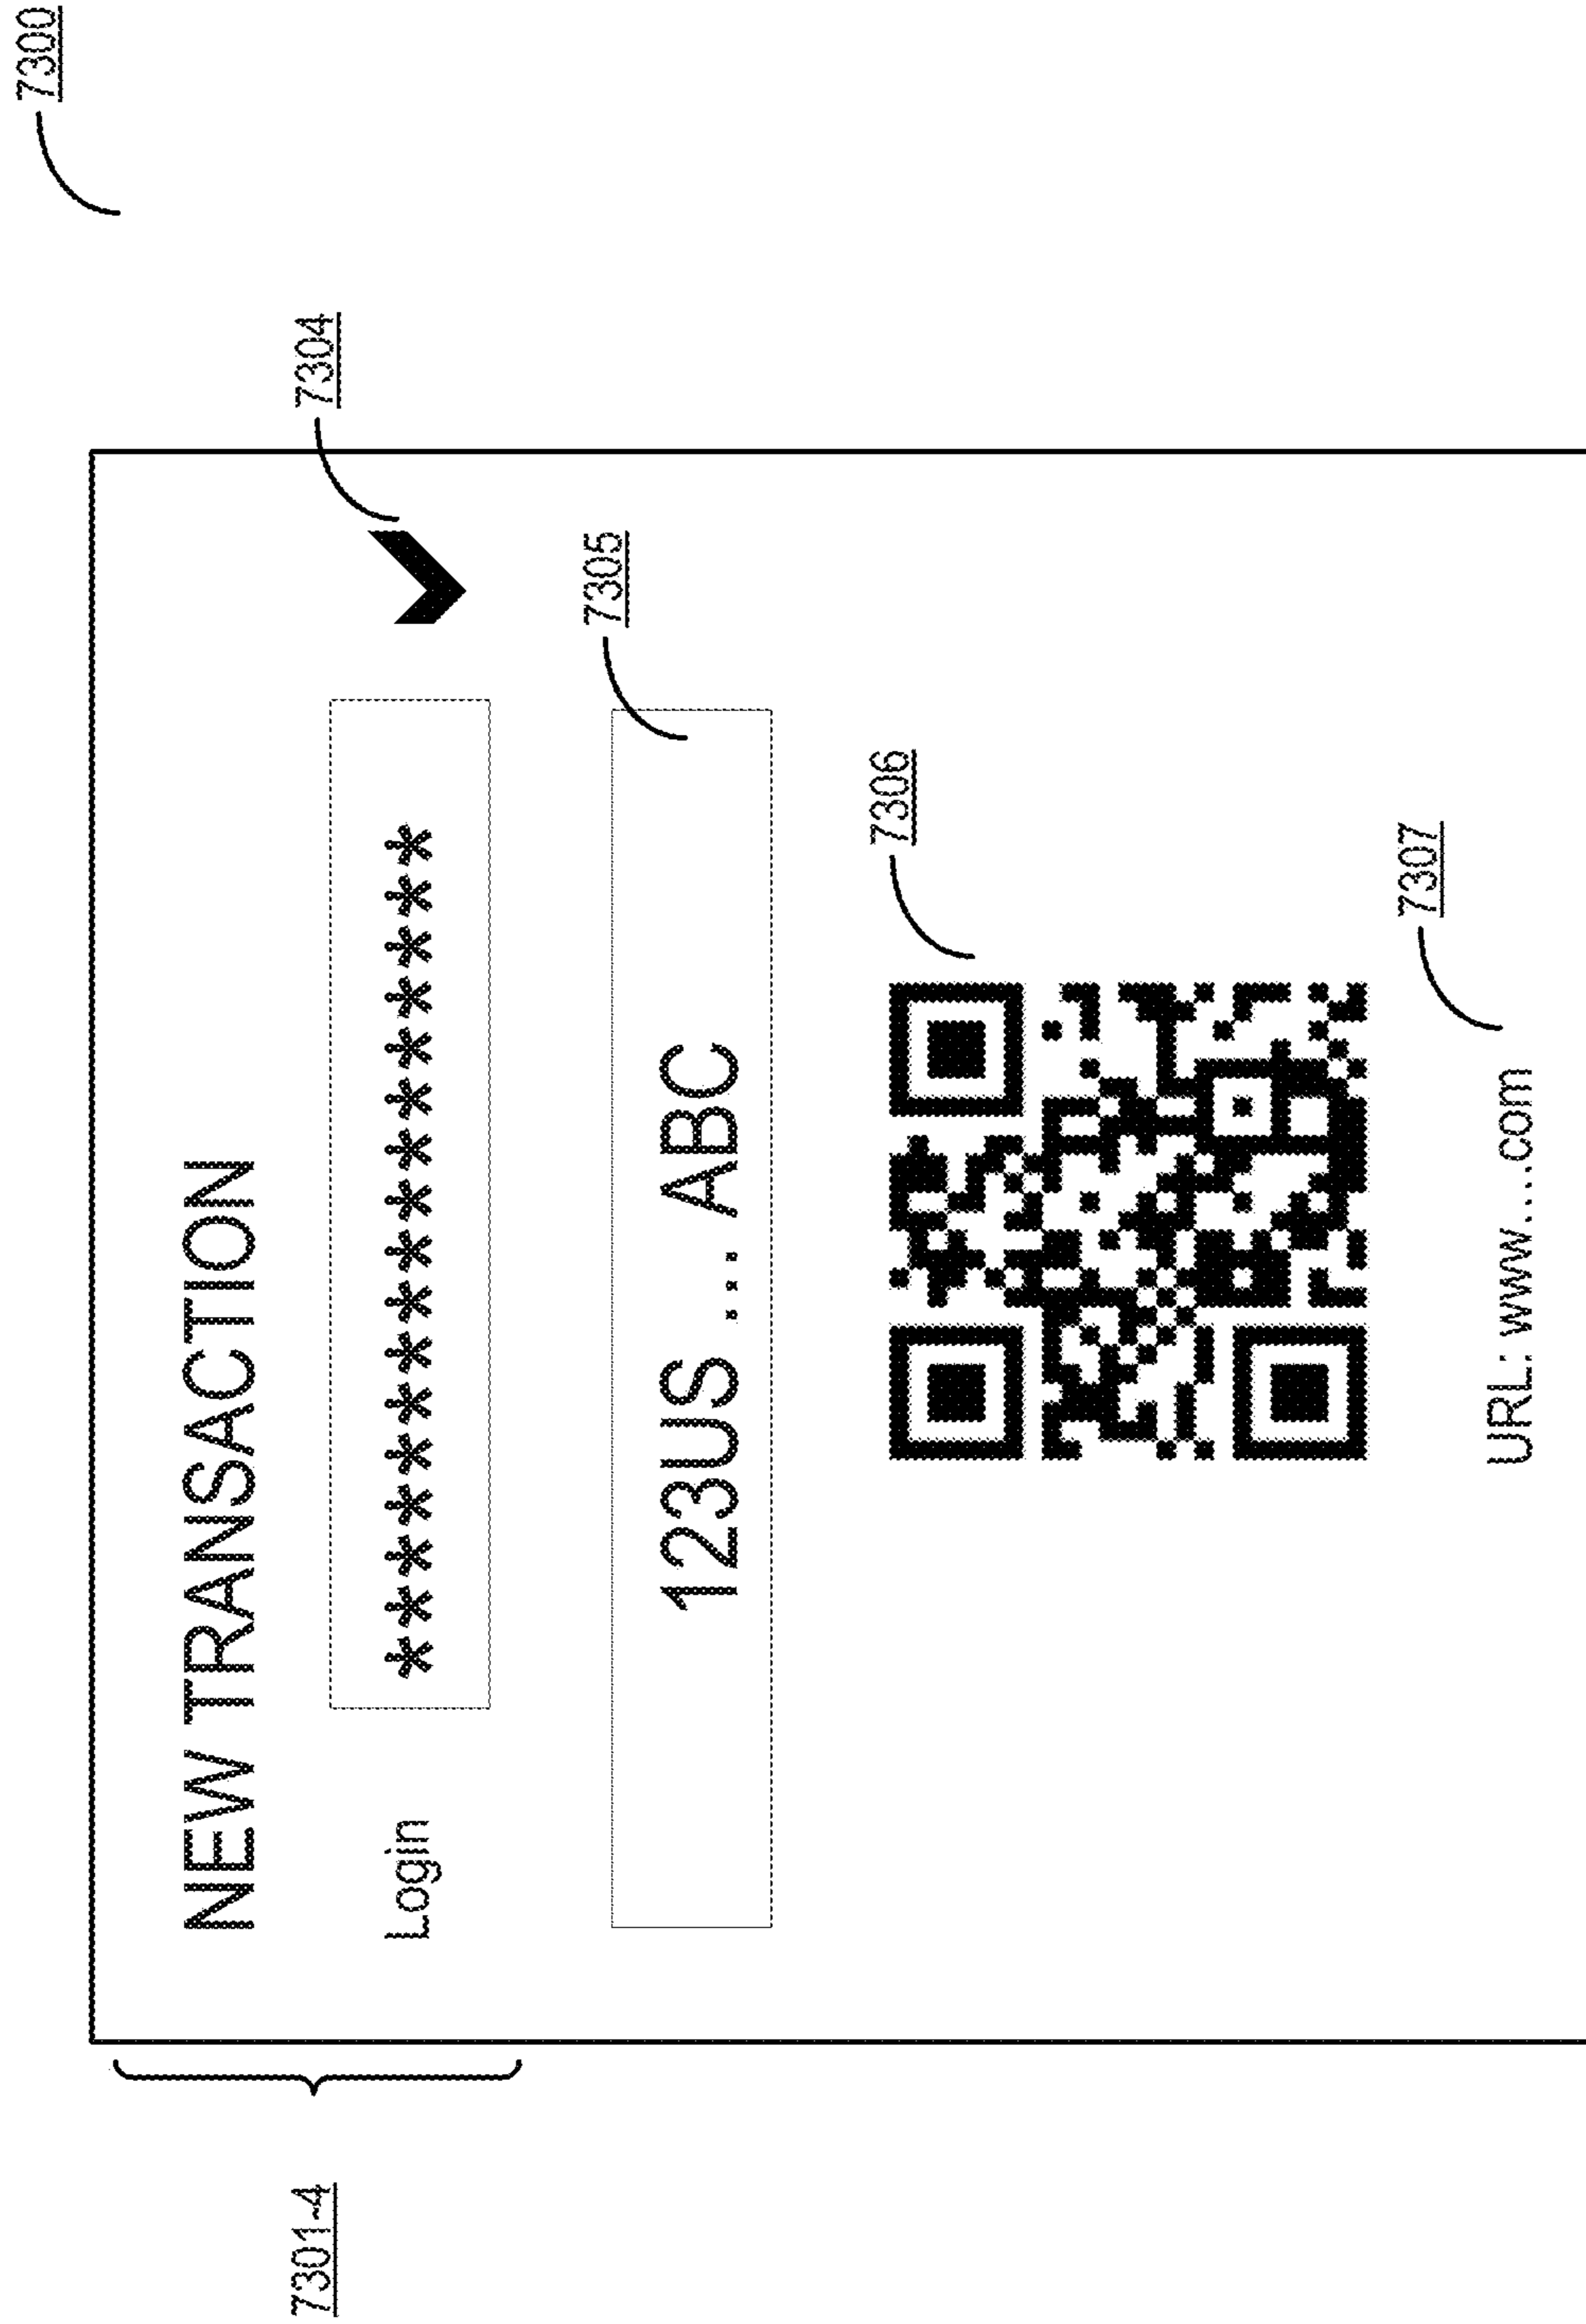 7300
NEW TRANSACTION
7301-4
7304
Login *****************
7305
123US ... ABC
7306
7307
URL: www....com